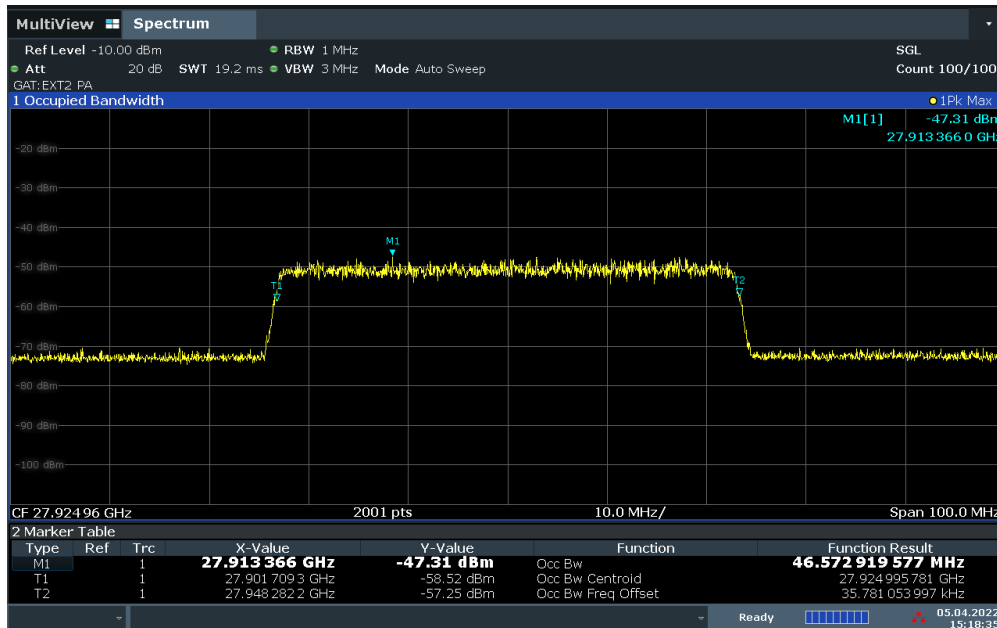 MultiView Spectrum
Ref Level -10.00 dBm RBW 1 MHz SGL
Att 20 dB SWT 19.2 ms VBW 3 MHz Mode Auto Sweep Count 100/100
GAT:EXT2 PA
1 Occupied Bandwidth 1Pk Max
M1[1] -47.31 dBm
27.913 366 0 GHz
-20 dBm
-30 dBm
-40 dBm
M1
-50 dBm
T1 T2
-60 dBm
-70 dBm
-80 dBm
-90 dBm
-100 dBm
CF 27.924 96 GHz 2001 pts 10.0 MHz/ Span 100.0 MHz
2 Marker Table
Type Ref Trc X-Value Y-Value Function Function Result
M1 1 27.913 366 GHz -47.31 dBm Occ Bw 46.572 919 577 MHz
T1 1 27.901 709 3 GHz -58.52 dBm Occ Bw Centroid 27.924 995 781 GHz
T2 1 27.948 282 2 GHz -57.25 dBm Occ Bw Freq Offset 35.781 053 997 kHz
Ready 05.04.2022
15:18:35